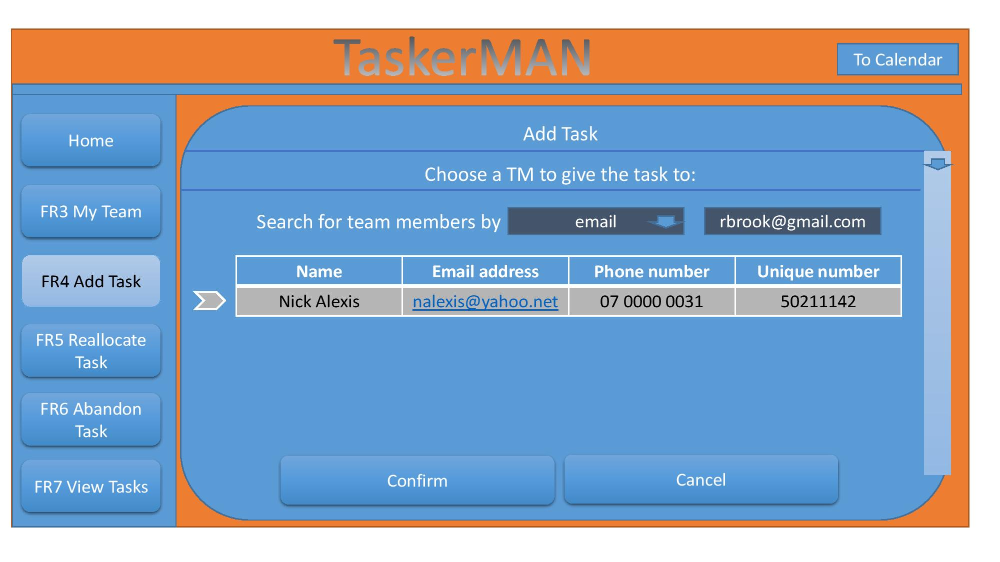 TaskerMAN
To Calendar
Home
FR3 My Team
FR4 Add Task
FR5 Reallocate
Task
FR6 Abandon
Task
FR7 View Tasks
Add Task
Choose a TM to give the task to:
Search for team members by email rbrook@gmail.com
Name Email address Phone number Unique number
Nick Alexis nalexis@yahoo.net 07 0000 0031 50211142
Confirm Cancel